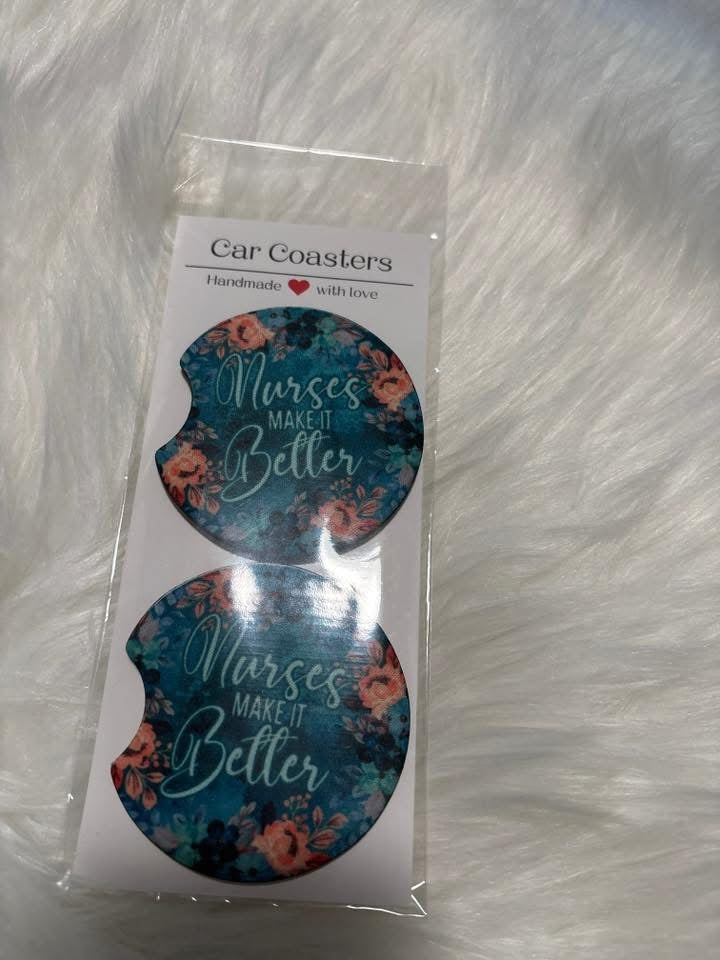 Car Coasters
Handmade ❤ with love
Nurses
MAKE IT
Better
Nurses
MAKE IT
Better